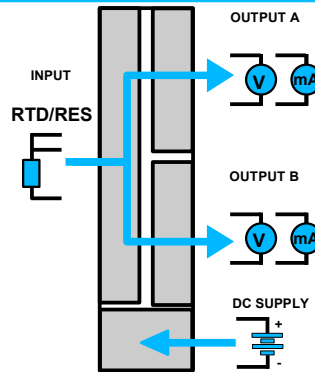 OUTPUT A
V mA
INPUT
RTD/RES
OUTPUT B
V mA
DC SUPPLY
+
-